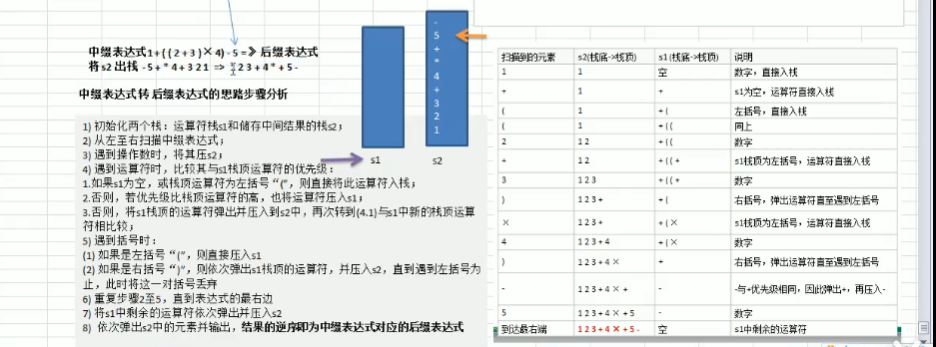 中缀表达式1+((2+3)×4)-5 =》后缀表达式
将s2出栈 -5+*4+321 => 123+4*+5-
中缀表达式转后缀表达式的思路步骤分析
1) 初始化两个栈：运算符栈s1和储存中间结果的栈s2；
2) 从左至右扫描中缀表达式；
3) 遇到操作数时，将其压s2；
4) 遇到运算符时，比较其与s1栈顶运算符的优先级：
1.如果s1为空，或栈顶运算符为左括号“(”，则直接将此运算符入栈；
2.否则，若优先级比栈顶运算符的高，也将运算符压入s1；
3.否则，将s1栈顶的运算符弹出并压入到s2中，再次转到(4.1)与s1中新的栈顶运算
符相比较；
5) 遇到括号时：
(1) 如果是左括号“(”，则直接压入s1
(2) 如果是右括号“)”，则依次弹出s1栈顶的运算符，并压入s2，直到遇到左括号为
止，此时将这一对括号丢弃
6) 重复步骤2至5，直到表达式的最右边
7) 将s1中剩余的运算符依次弹出并压入s2
8) 依次弹出s2中的元素并输出，结果的逆序即为中缀表达式对应的后缀表达式
s1
-
5
+
*
4
+
3
2
1
s2
扫描到的元素 s2(栈底->栈顶) s1 (栈底->栈顶) 说明
1 1 空 数字，直接入栈
+ 1 + s1为空，运算符直接入栈
( 1 + ( 左括号，直接入栈
( 1 + ( ( 同上
2 1 2 + ( ( 数字
+ 1 2 + ( ( + s1栈顶为左括号，运算符直接入栈
3 1 2 3 + ( ( + 数字
) 1 2 3 + + ( 右括号，弹出运算符直至遇到左括号
× 1 2 3 + + ( × s1栈顶为左括号，运算符直接入栈
4 1 2 3 + 4 + ( × 数字
) 1 2 3 + 4 × + 右括号，弹出运算符直至遇到左括号
- 1 2 3 + 4 × + - -与+优先级相同，因此弹出+，再压入-
5 1 2 3 + 4 × + 5 - 数字
到达最右端 1 2 3 + 4 × + 5 - 空 s1中剩余的运算符